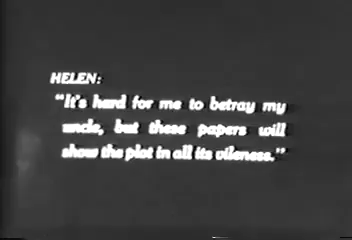 HELEN:
"It's hard for me to betray my
uncle, but these papers will
show the plot in all its vileness."